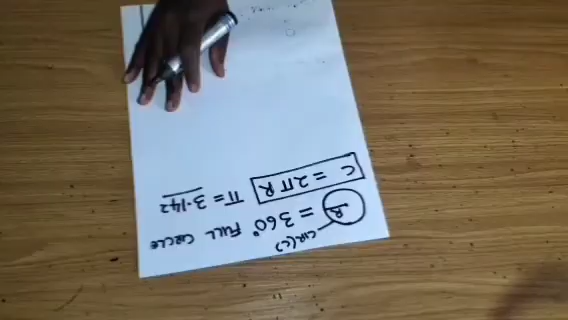 CIR(C)
R = 360° FULL CIRCLE
C = 2πR π = 3.142